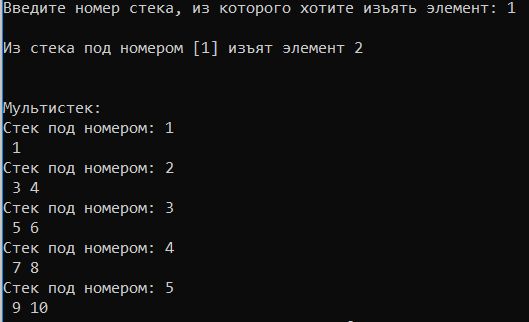 Введите номер стека, из которого хотите изъять элемент: 1
Из стека под номером [1] изъят элемент 2
Мультистек:
Стек под номером: 1
1
Стек под номером: 2
3 4
Стек под номером: 3
5 6
Стек под номером: 4
7 8
Стек под номером: 5
9 10